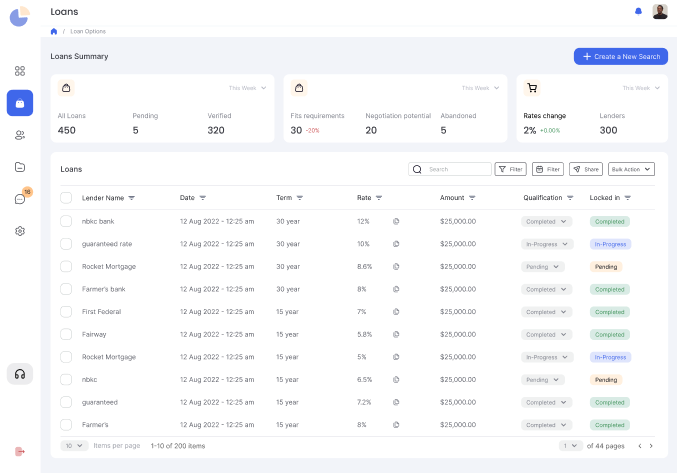 Loans
/ Loan Options
Loans Summary
Create a New Search
This Week
This Week
This Week
All Loans Pending Verified
450 5 320
Fits requirements Negotiation potential Abandoned
30 -20% 20 5
Rates change Lenders
2% +0.00% 300
16
Loans Search Filter Filter Share Bulk Action
Lender Name Date Term Rate Amount Qualification Locked in
nbkc bank 12 Aug 2022 - 12:25 am 30 year 12% $25,000.00 Completed Completed
guaranteed rate 12 Aug 2022 - 12:25 am 30 year 10% $25,000.00 In-Progress In-Progress
Rocket Mortgage 12 Aug 2022 - 12:25 am 30 year 8.6% $25,000.00 Pending Pending
Farmer's bank 12 Aug 2022 - 12:25 am 30 year 8% $25,000.00 Completed Completed
First Federal 12 Aug 2022 - 12:25 am 15 year 7% $25,000.00 Completed Completed
Fairway 12 Aug 2022 - 12:25 am 15 year 5.8% $25,000.00 Completed Completed
Rocket Mortgage 12 Aug 2022 - 12:25 am 15 year 5% $25,000.00 In-Progress In-Progress
nbkc 12 Aug 2022 - 12:25 am 15 year 6.5% $25,000.00 Pending Pending
guaranteed 12 Aug 2022 - 12:25 am 15 year 7.2% $25,000.00 Completed Completed
Farmer's 12 Aug 2022 - 12:25 am 15 year 8% $25,000.00 Completed Completed
10 Items per page 1-10 of 200 items 1 of 44 pages